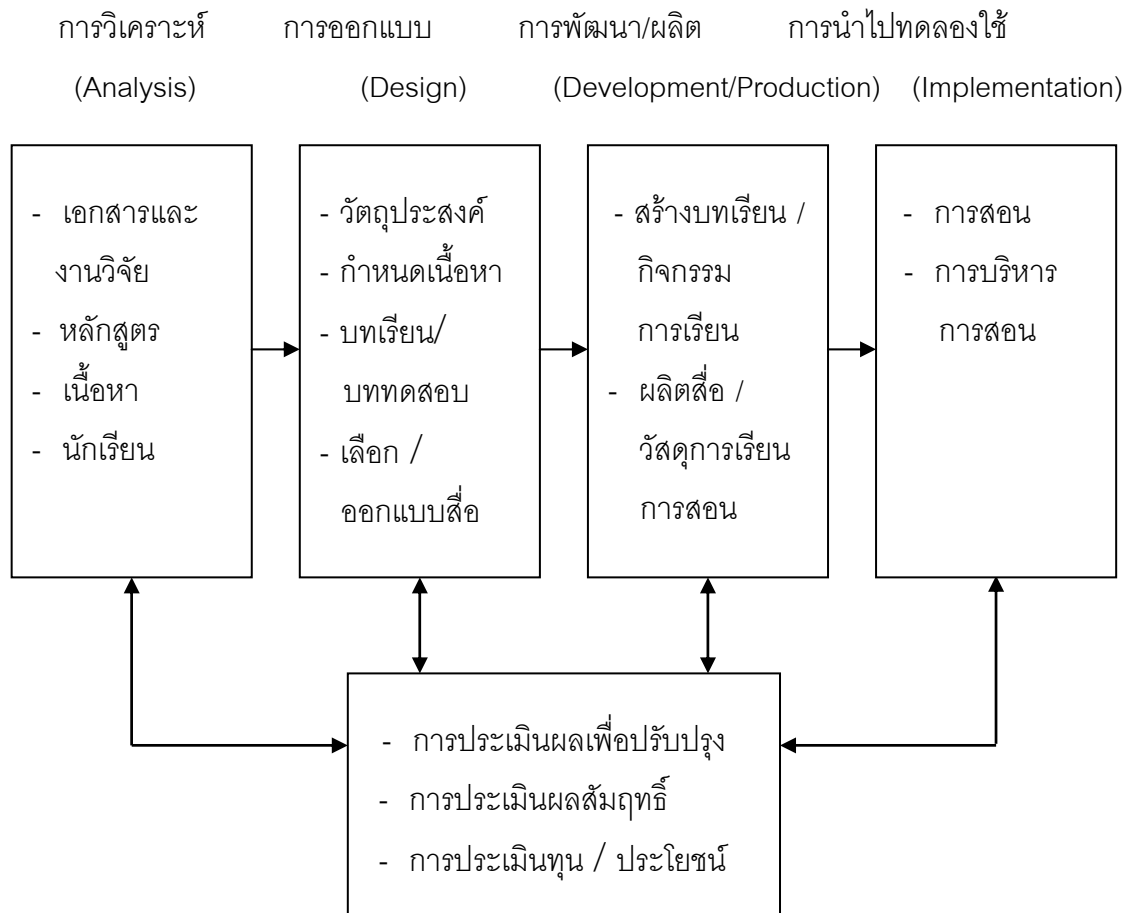 การวิเคราะห์ การออกแบบ การพัฒนา/ผลิต การนำไปทดลองใช้
(Analysis) (Design) (Development/Production) (Implementation)
- เอกสารและ
งานวิจัย
- หลักสูตร
- เนื้อหา
- นักเรียน
- วัตถุประสงค์
- กำหนดเนื้อหา
- บทเรียน/
บททดสอบ
- เลือก /
ออกแบบสื่อ
- สร้างบทเรียน /
กิจกรรม
การเรียน
- ผลิตสื่อ /
วัสดุการเรียน
การสอน
- การสอน
- การบริหาร
การสอน
- การประเมินผลเพื่อปรับปรุง
- การประเมินผลสัมฤทธิ์
- การประเมินทุน / ประโยชน์